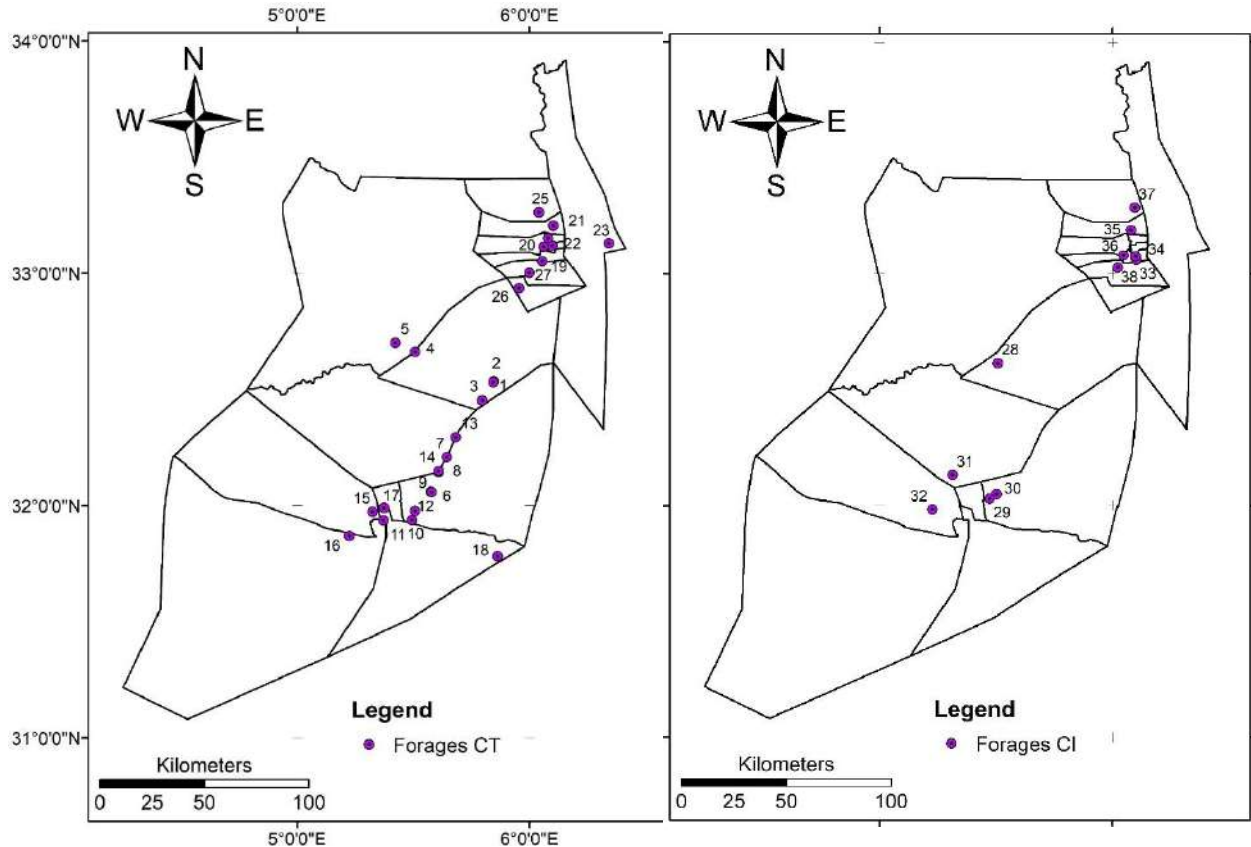 5°0'0"E 6°0'0"E
34°0'0"N
N
W E
S
N
W E
S
25
21
23
20
22
19
27
26
5
4
2
1
3
13
7
14
8
9
6
15
17
12
16
11
10
18
37
35
36
34
38
33
28
31
30
32
29
33°0'0"N
32°0'0"N
31°0'0"N
Legend
Forages CT
Kilometers
0 25 50 100
Legend
Forages CI
Kilometers
0 25 50 100
5°0'0"E 6°0'0"E